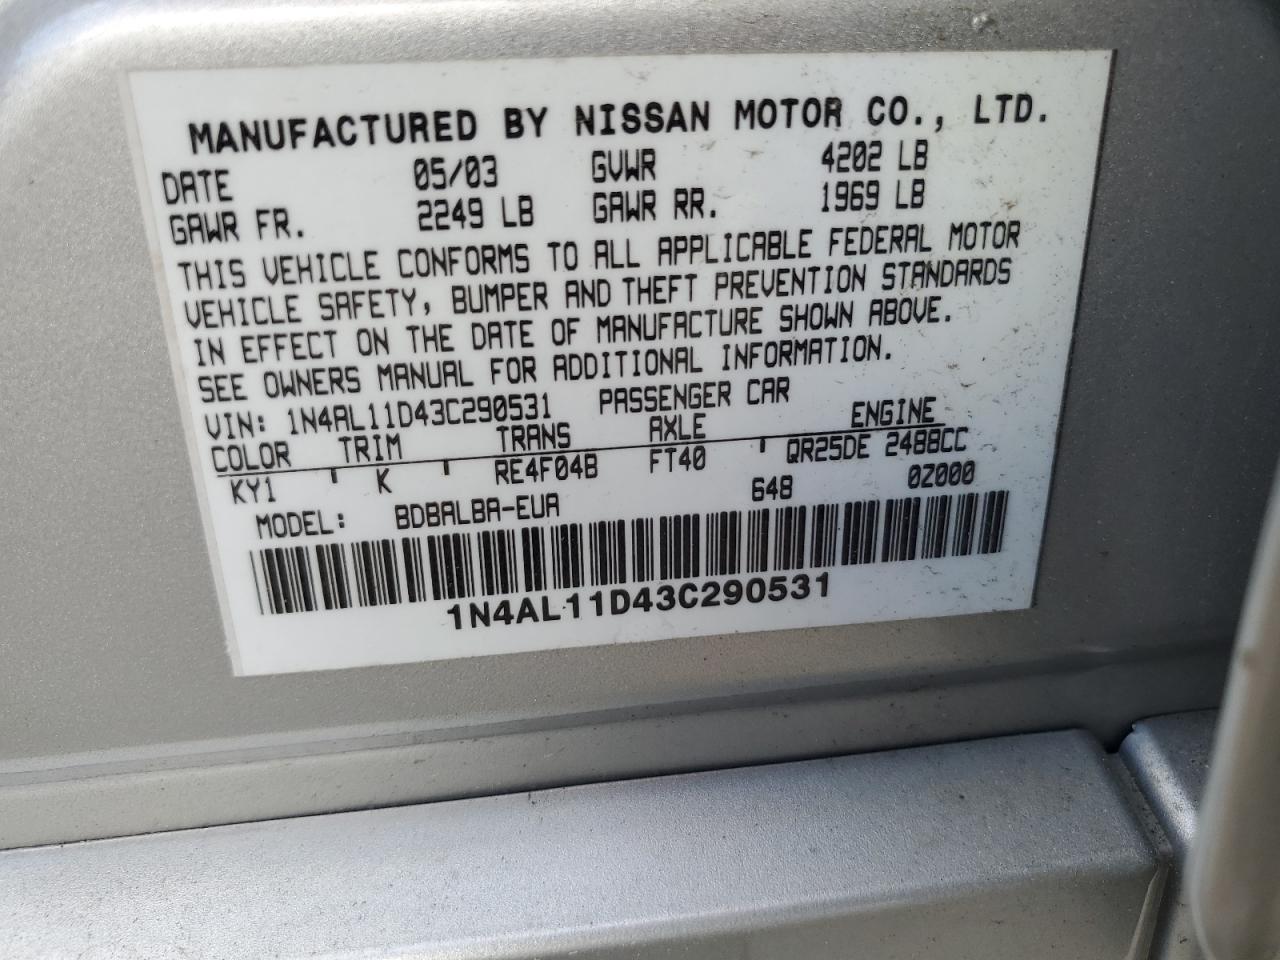 MANUFACTURED BY NISSAN MOTOR CO., LTD.
DATE 05/03 GVWR 4202 LB
GAWR FR. 2249 LB GAWR RR. 1969 LB
THIS VEHICLE CONFORMS TO ALL APPLICABLE FEDERAL MOTOR
VEHICLE SAFETY, BUMPER AND THEFT PREVENTION STANDARDS
IN EFFECT ON THE DATE OF MANUFACTURE SHOWN ABOVE.
SEE OWNERS MANUAL FOR ADDITIONAL INFORMATION.
VIN: 1N4AL11D43C290531 PASSENGER CAR
COLOR TRIM TRANS AXLE ENGINE
KY1 ' K ' RE4F04B FT40 ' QR25DE 2488CC
MODEL: BDBALBA-EUA 648 0Z000
1N4AL11D43C290531